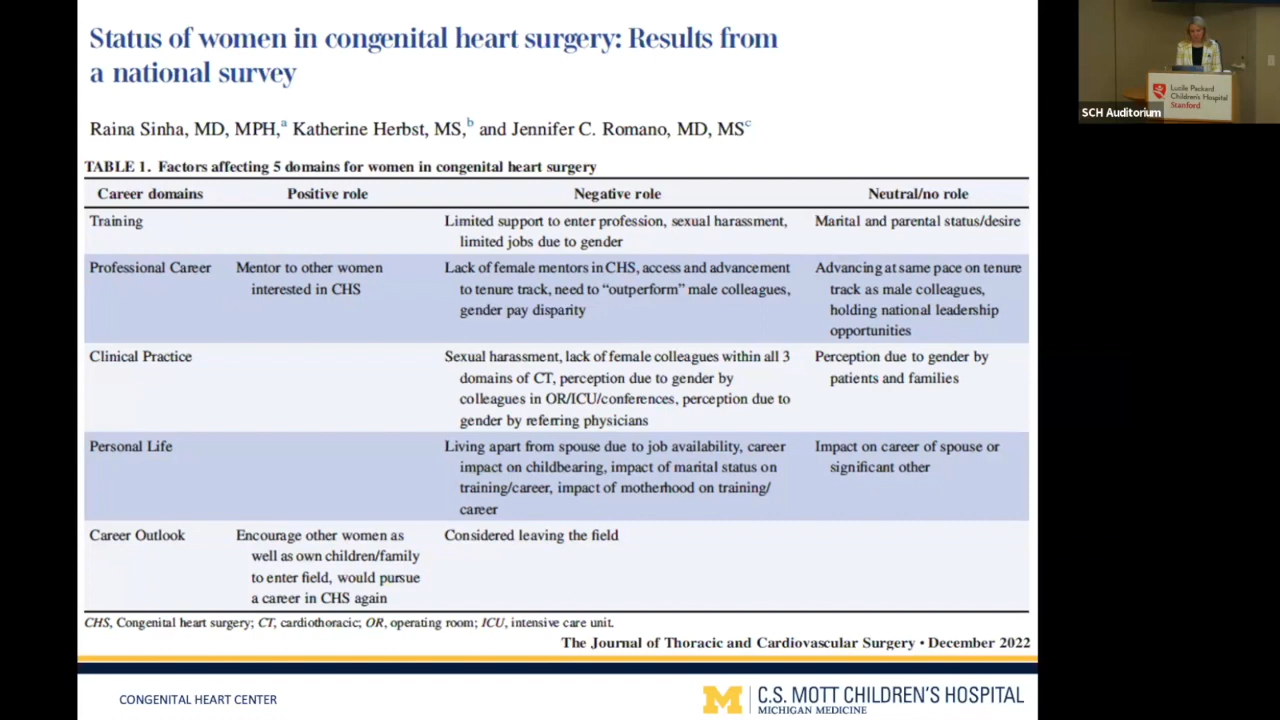 Status of women in congenital heart surgery: Results from
a national survey
Raina Sinha, MD, MPH,a Katherine Herbst, MS,b and Jennifer C. Romano, MD, MSc
TABLE 1. Factors affecting 5 domains for women in congenital heart surgery
Career domains Positive role Negative role Neutral/no role
Training Limited support to enter profession, sexual harassment, Marital and parental status/desire
limited jobs due to gender
Professional Career Mentor to other women Lack of female mentors in CHS, access and advancement Advancing at same pace on tenure
interested in CHS to tenure track, need to “outperform” male colleagues, track as male colleagues,
gender pay disparity holding national leadership
opportunities
Clinical Practice Sexual harassment, lack of female colleagues within all 3 Perception due to gender by
domains of CT, perception due to gender by patients and families
colleagues in OR/ICU/conferences, perception due to
gender by referring physicians
Personal Life Living apart from spouse due to job availability, career Impact on career of spouse or
impact on childbearing, impact of marital status on significant other
training/career, impact of motherhood on training/
career
Career Outlook Encourage other women as Considered leaving the field
well as own children/family
to enter field, would pursue
a career in CHS again
CHS, Congenital heart surgery; CT, cardiothoracic; OR, operating room; ICU, intensive care unit.
The Journal of Thoracic and Cardiovascular Surgery • December 2022
CONGENITAL HEART CENTER
M C.S. MOTT CHILDREN'S HOSPITAL
MICHIGAN MEDICINE
Lucile Packard
Children's Hospital
Stanford
SCH Auditorium